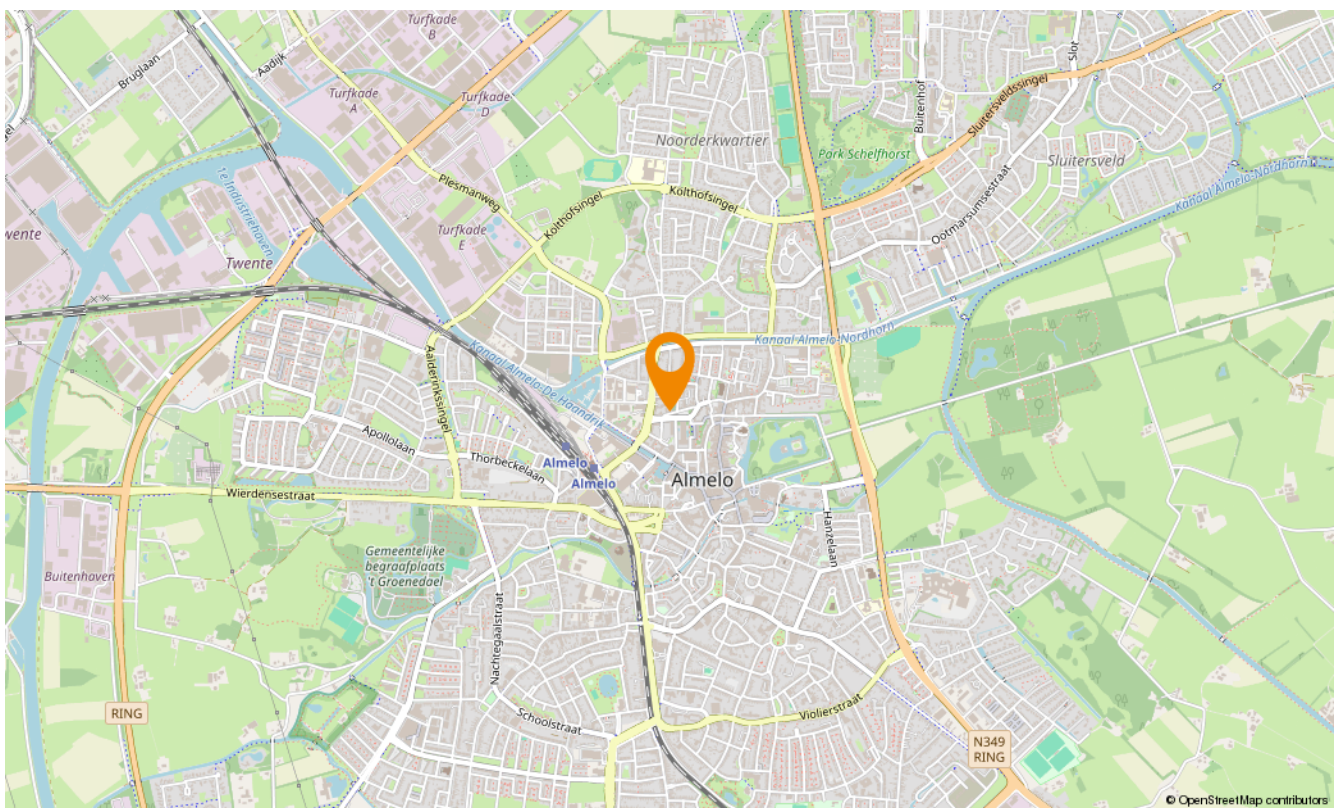 Turfkade
B
Bruglaan
Aadijk
Turfkade
A
Turfkade
D
Slot
Sluitersveldssingel
Buitenhof
Noorderkwartier
Park Schelfhorst
Sluitersveld
Plesmanweg
Kolthofsingel
Kolthofsingel
1e Industriehaven
Turfkade
E
Ootmarsumsestraat
Kanaal Almelo-Nordhorn
Twente
Kanaal Almelo-Nordhorn
Aalderinkssingel
Kanaal Almelo-De Haandrik
Apollolaan
Thorbeckelaan
Almelo
Almelo
Almelo
Wierdensestraat
Hanzelaan
Gemeentelijke
begraafplaats
't Groenedael
Buitenhaven
Nachtegaalstraat
RING
Schoolstraat
Violierstraat
N349
RING
© OpenStreetMap contributors